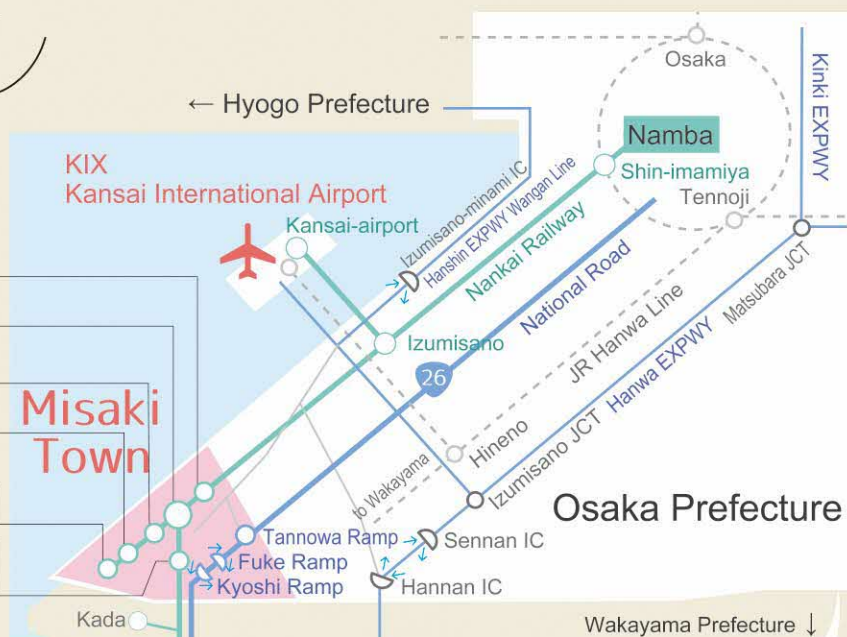 Osaka
← Hyogo Prefecture
Kinki EXPWY
Namba
KIX
Kansai International Airport
Shin-imamiya
Tennoji
Kansai-airport
Izumisano-minami IC
Hanshin EXPWY Wangan Line
Nankai Railway
National Road
Matsubara JCT
Izumisano
JR Hanwa Line
Hanwa EXPWY
26
Misaki
Town
Hineno
Izumisano JCT
to Wakayama
Osaka Prefecture
Tannowa Ramp
Sennan IC
Fuke Ramp
Kyoshi Ramp
Hannan IC
Kada
Wakayama Prefecture ↓